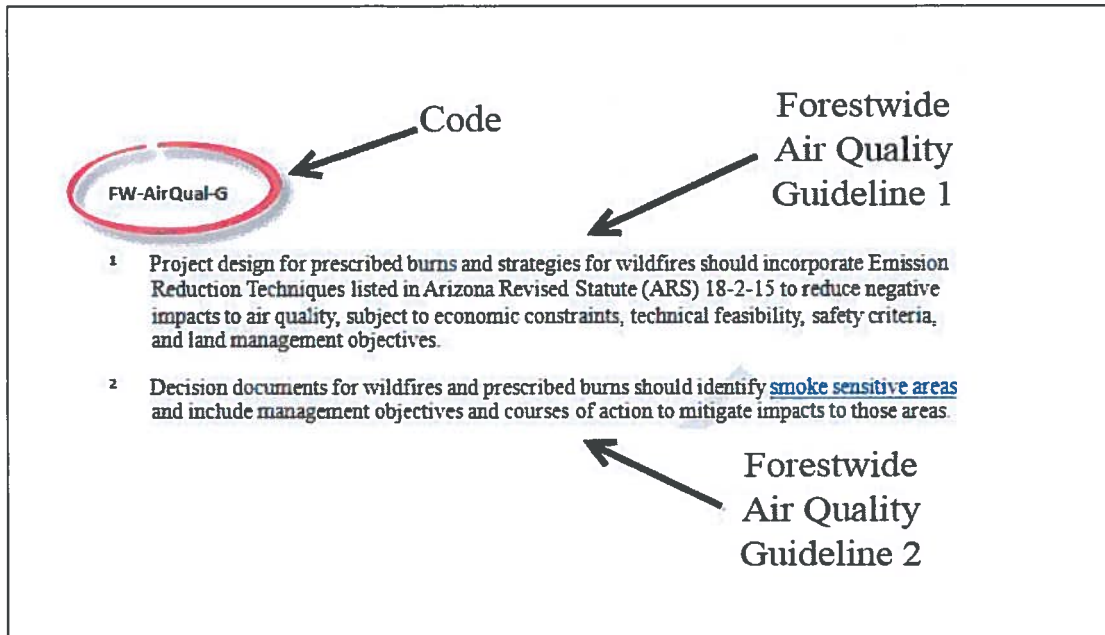 Code
Forestwide
Air Quality
Guideline 1
FW-AirQual-G
1 Project design for prescribed burns and strategies for wildfires should incorporate Emission
Reduction Techniques listed in Arizona Revised Statute (ARS) 18-2-15 to reduce negative
impacts to air quality, subject to economic constraints, technical feasibility, safety criteria,
and land management objectives.
2 Decision documents for wildfires and prescribed burns should identify smoke sensitive areas
and include management objectives and courses of action to mitigate impacts to those areas.
Forestwide
Air Quality
Guideline 2